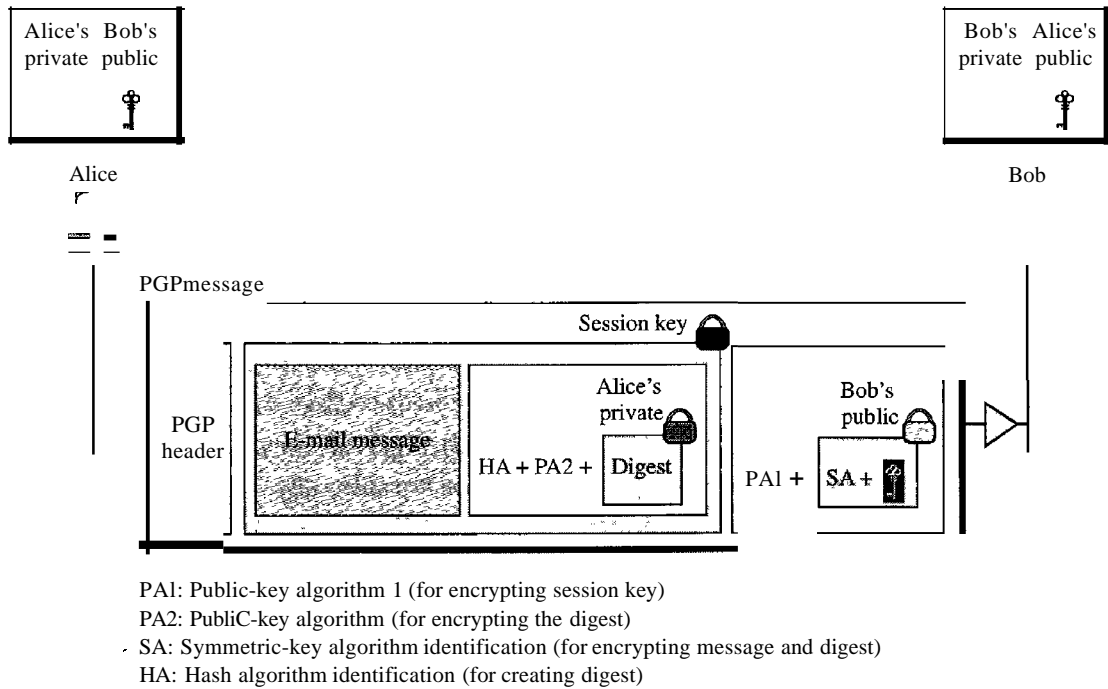 Alice's Bob's
private public
Bob's Alice's
private public
Alice
Bob
PGPmessage
Session key
PGP
header
E-mail message
Alice's
private
HA + PA2 +
Digest
Bob's
public
PAl +
SA +
PAl: Public-key algorithm 1 (for encrypting session key)
PA2: PubliC-key algorithm (for encrypting the digest)
SA: Symmetric-key algorithm identification (for encrypting message and digest)
HA: Hash algorithm identification (for creating digest)